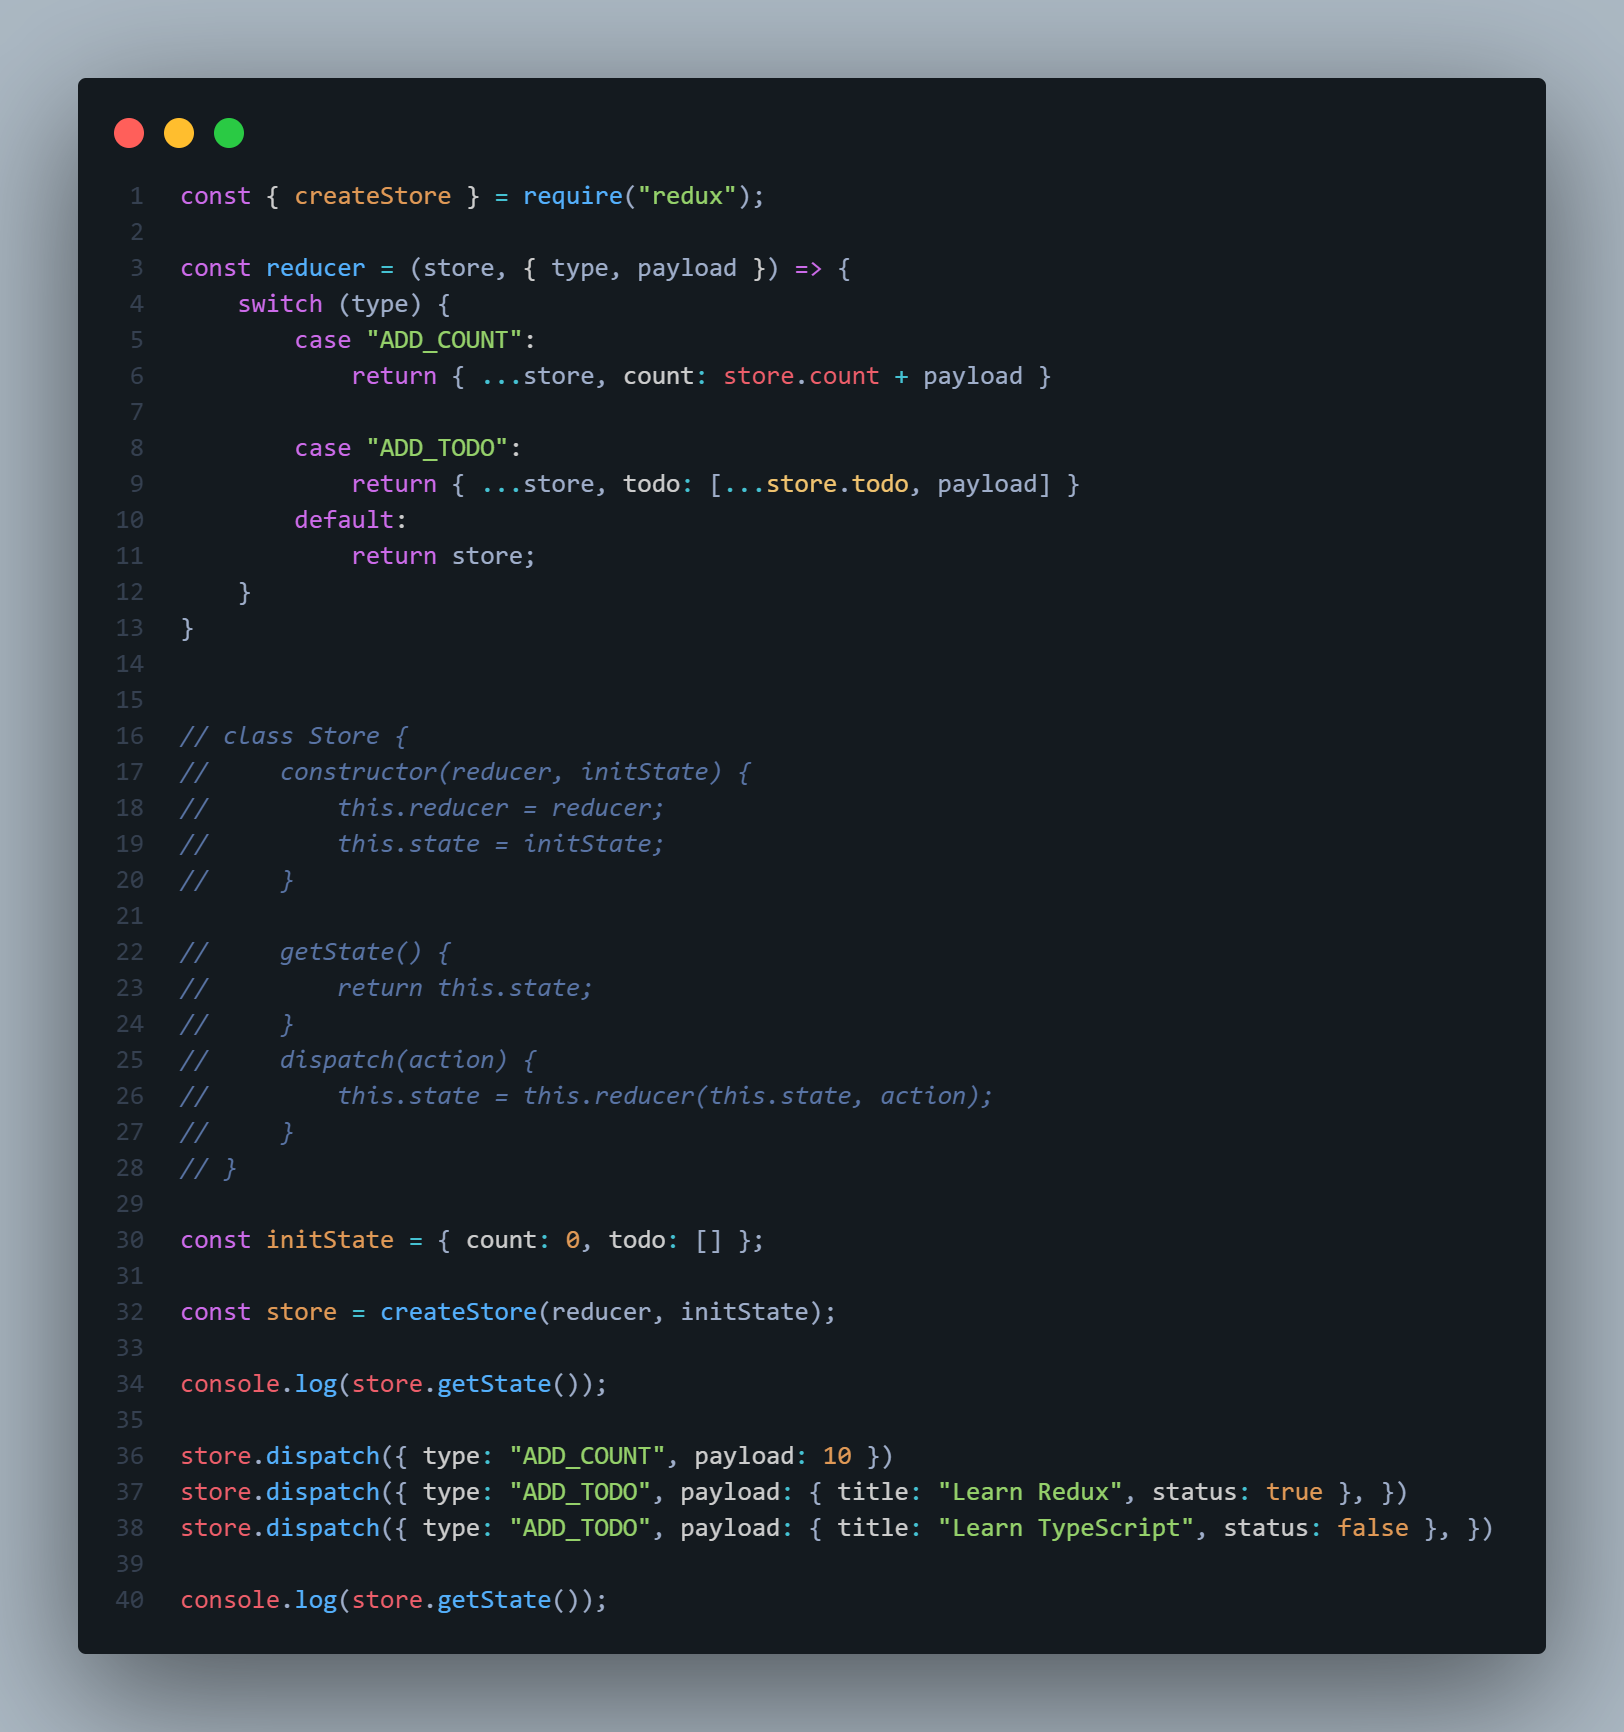 1 const { createStore } = require("redux");
2
3 const reducer = (store, { type, payload }) => {
4     switch (type) {
5         case "ADD_COUNT":
6             return { ...store, count: store.count + payload }
7
8         case "ADD_TODO":
9             return { ...store, todo: [...store.todo, payload] }
10         default:
11             return store;
12     }
13 }
14
15
16 // class Store {
17 //     constructor(reducer, initState) {
18 //         this.reducer = reducer;
19 //         this.state = initState;
20 //     }
21
22 //     getState() {
23 //         return this.state;
24 //     }
25 //     dispatch(action) {
26 //         this.state = this.reducer(this.state, action);
27 //     }
28 // }
29
30 const initState = { count: 0, todo: [] };
31
32 const store = createStore(reducer, initState);
33
34 console.log(store.getState());
35
36 store.dispatch({ type: "ADD_COUNT", payload: 10 })
37 store.dispatch({ type: "ADD_TODO", payload: { title: "Learn Redux", status: true }, })
38 store.dispatch({ type: "ADD_TODO", payload: { title: "Learn TypeScript", status: false }, })
39
40 console.log(store.getState());